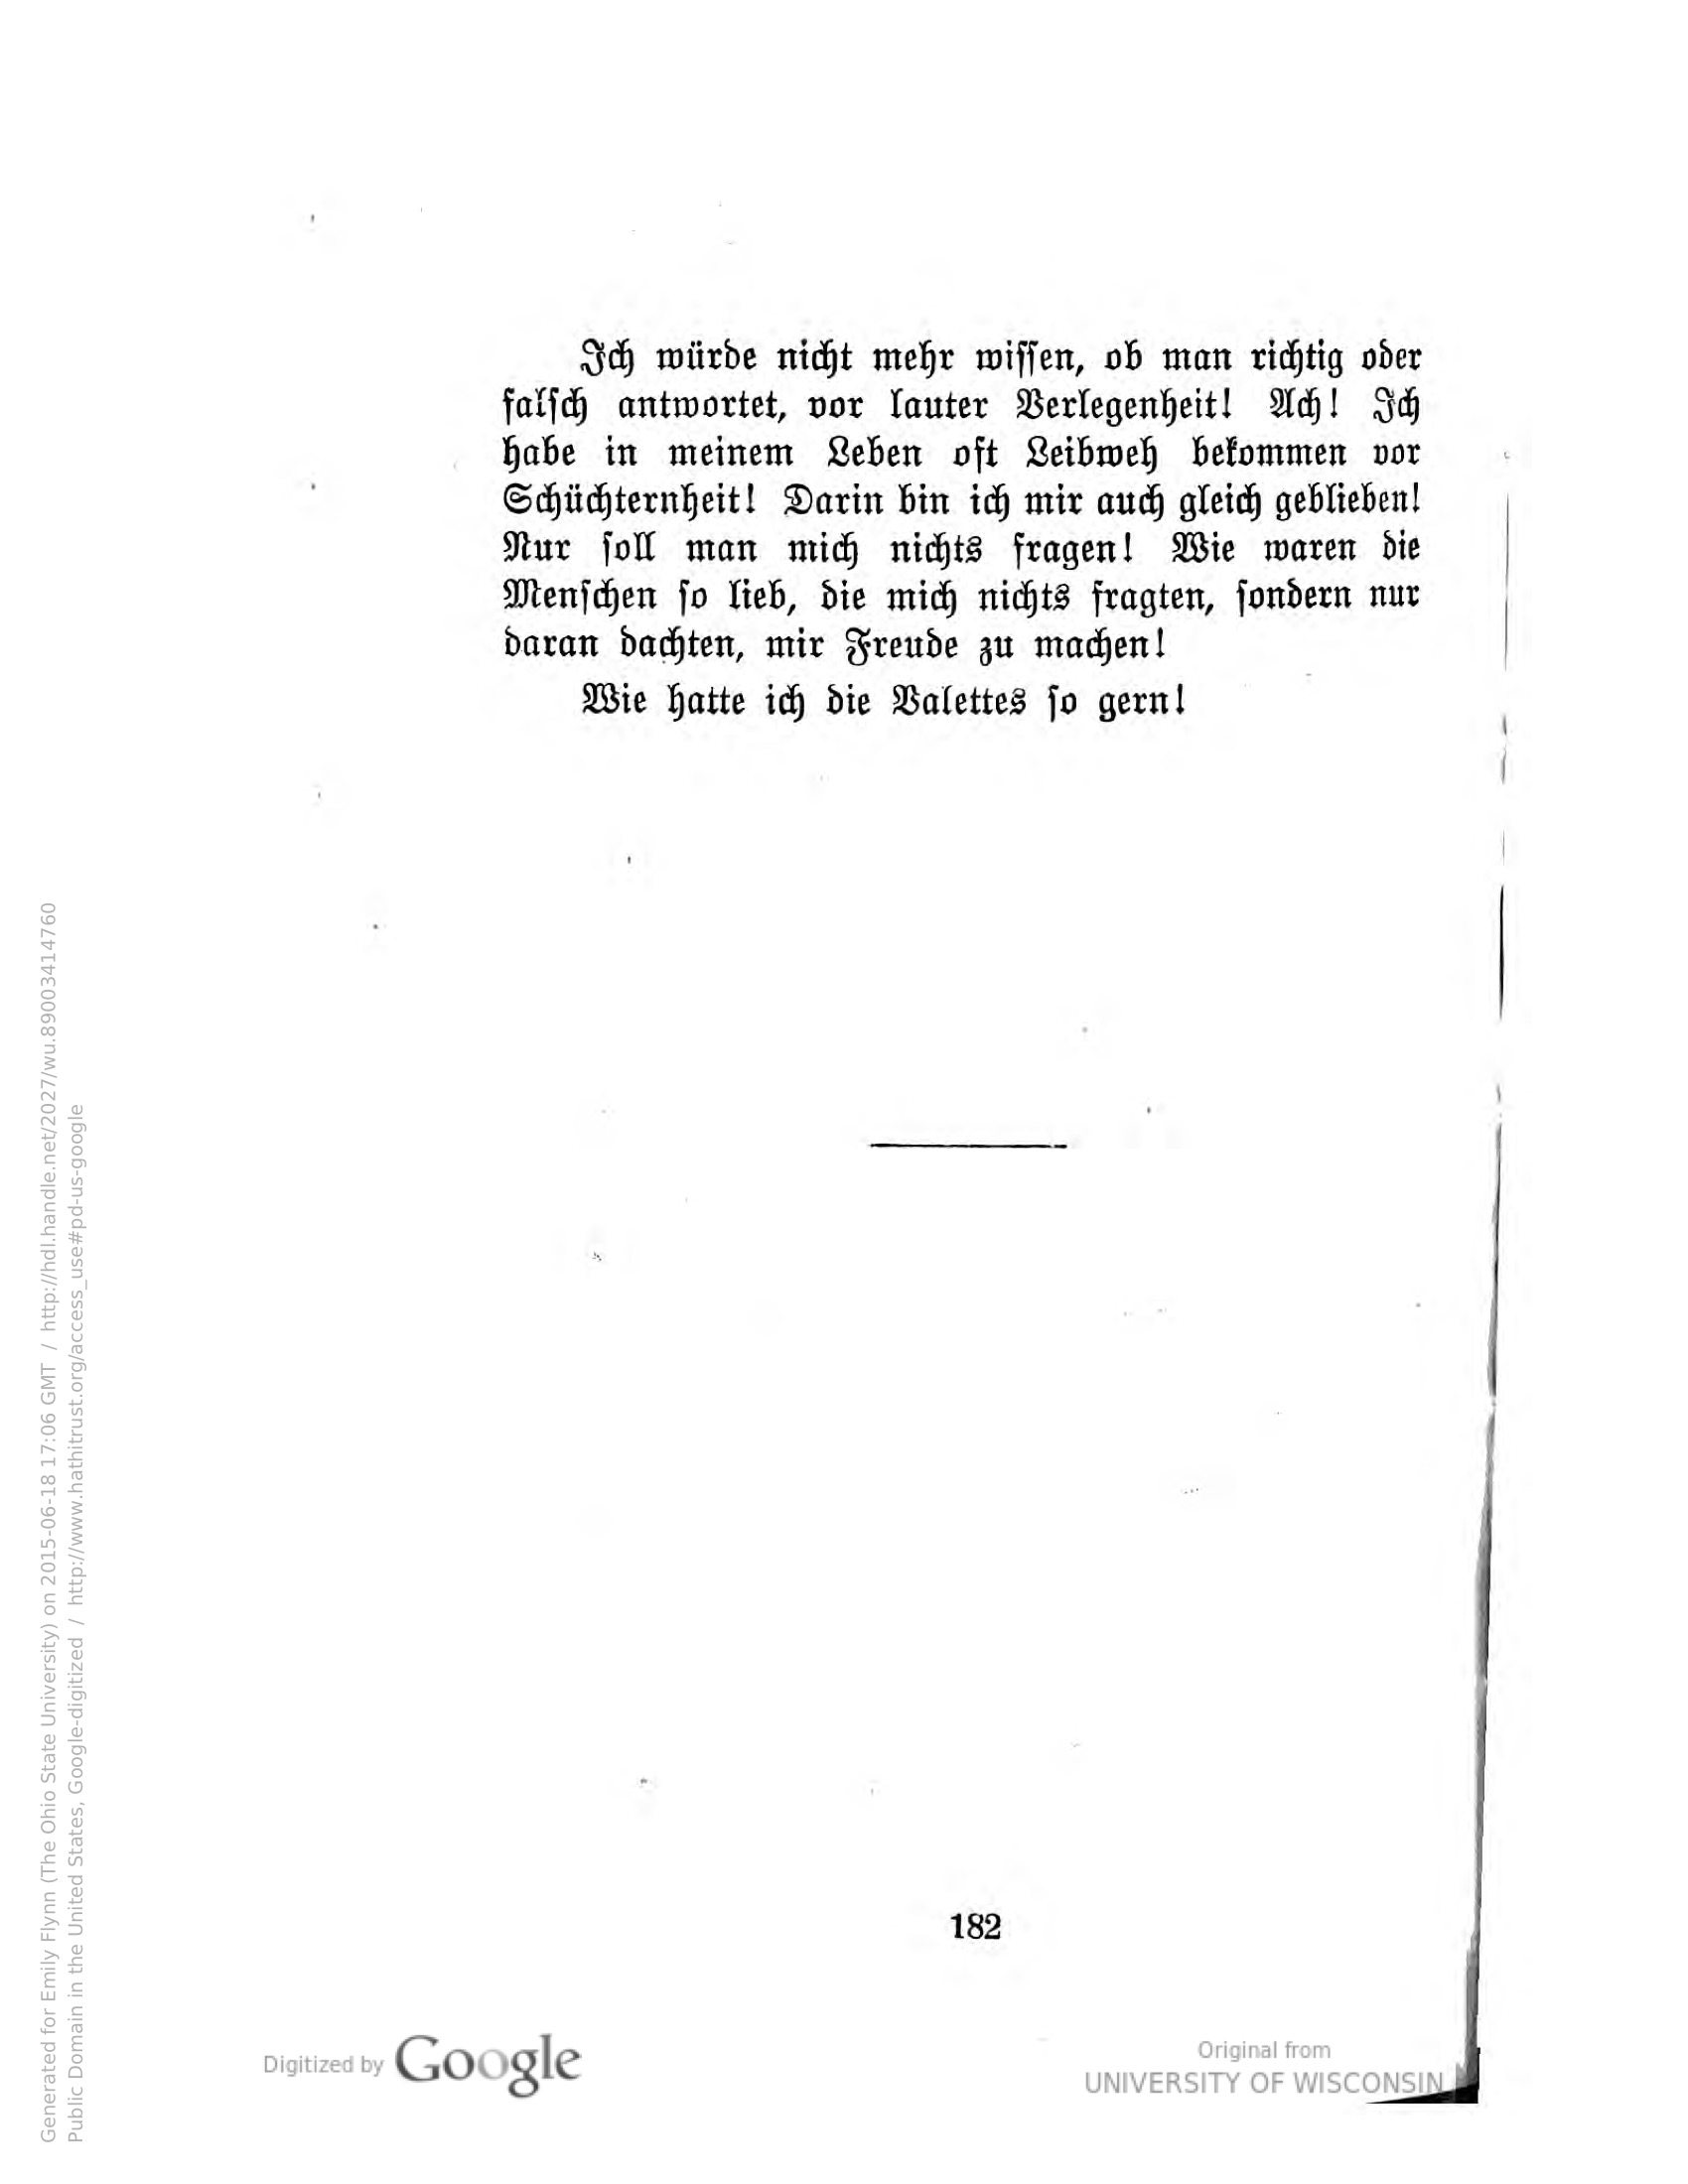 Ich würde nicht mehr wissen, ob man richtig oder
falsch antwortet, vor lauter Verlegenheit! Ach! Ich
habe in meinem Leben oft Leibweh bekommen vor
Schüchternheit! Darin bin ich mir auch gleich geblieben!
Nur soll man mich nichts fragen! Wie waren die
Menschen so lieb, die mich nichts fragten, sondern nur
daran dachten, mir Freude zu machen!
Wie hatte ich die Valettes so gern!
182
Digitized by Google
Original from
UNIVERSITY OF WISCONSIN
Generated for Emily Flynn (The Ohio State University) on 2015-06-18 17:06 GMT / http://hdl.handle.net/2027/wu.89003414760
Public Domain in the United States, Google-digitized / http://www.hathitrust.org/access_use#pd-us-google